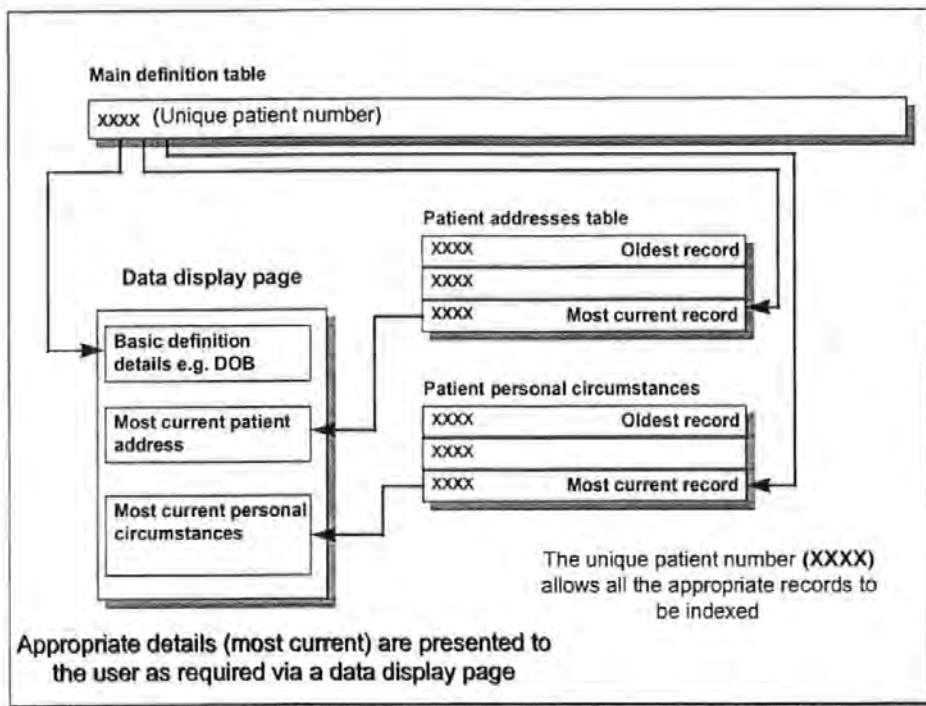 Main definition table
XXXX (Unique patient number)
Patient addresses table
XXXX Oldest record
XXXX
XXXX Most current record
Data display page
Basic definition
details e.g. DOB
Most current patient
address
Most current personal
circumstances
Patient personal circumstances
XXXX Oldest record
XXXX
XXXX Most current record
The unique patient number (XXXX)
allows all the appropriate records to
be indexed
Appropriate details (most current) are presented to
the user as required via a data display page